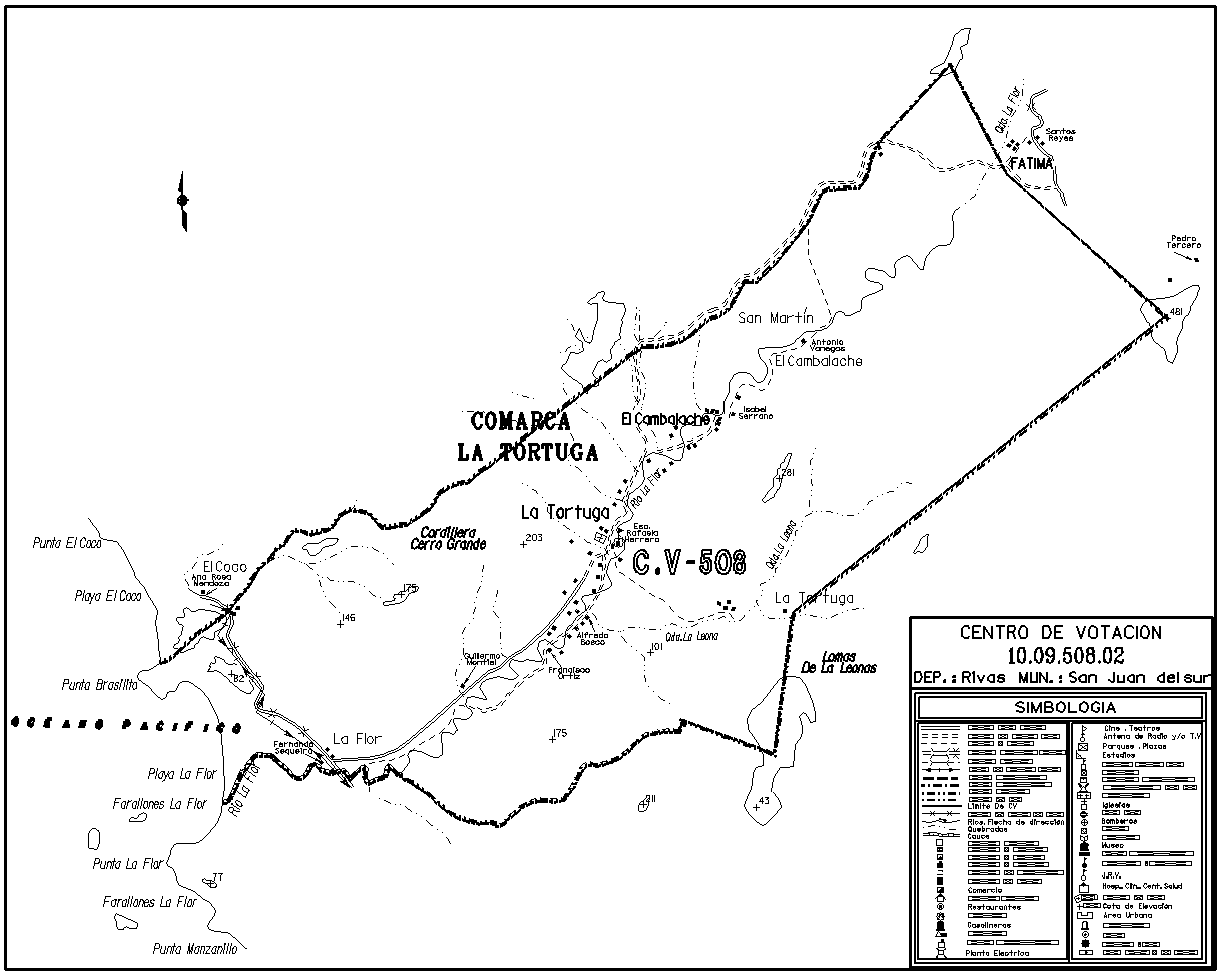 Qda. La Flor
Santos
Reyes
FATIMA
Pedro
Tercero
481
San Martín
Antonio
Vanegas
El Cambalache
Isabel
Serrano
El Cambalache
COMARCA
LA TORTUGA
Río La Flor
281
La Tortuga
Cordillera
Cerro Grande
203
Esc.
Rafaela
Herrera
C.V-508
Qda. La Leona
Punta El Coco
El Coco
Ana Rosa
Mendoza
Playa El Coco
175
146
La Tortuga
Qda. La Leona
Alfredo
Bosco
101
Guillermo
Montiel
Francisco
Ortiz
Lomas
De La Leonas
Punta Brasilito
82
OCEANO PACIFICO
Fernando
Sequeira
La Flor
175
Playa La Flor
Río La Flor
Farallones La Flor
43
Punta La Flor
77
Farallones La Flor
Punta Manzanillo
CENTRO DE VOTACION
10.09.508.02
DEP.: Rivas MUN.: San Juan del sur
SIMBOLOGIA
Limite De CV
Rios, Flecha de dirección
Quebradas
Cauce
Comercio
Restaurantes
Gasolineras
Planta Electrica
Cine, Teatros
Antena de Radio y/o T.V
Parques, Plazas
Estadios
Iglesias
Bomberos
Museo
J.R.V.
Hosp., Clin., Cent. Salud
Cota de Elevación
Area Urbana